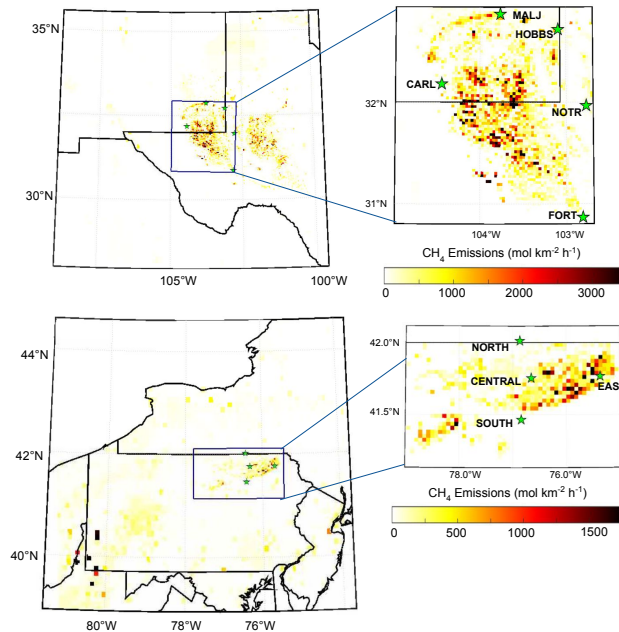 35°N
30°N
105°W
100°W
MALJ
HOBBS
CARL
NOTR
FORT
32°N
31°N
104°W
103°W
CH₄ Emissions (mol km⁻² h⁻¹)
0 1000 2000 3000
44°N
42°N
40°N
80°W 78°W 76°W
NORTH
CENTRAL
EAS
SOUTH
42.0°N
41.5°N
78.0°W
76.0°W
CH₄ Emissions (mol km⁻² h⁻¹)
0 500 1000 1500